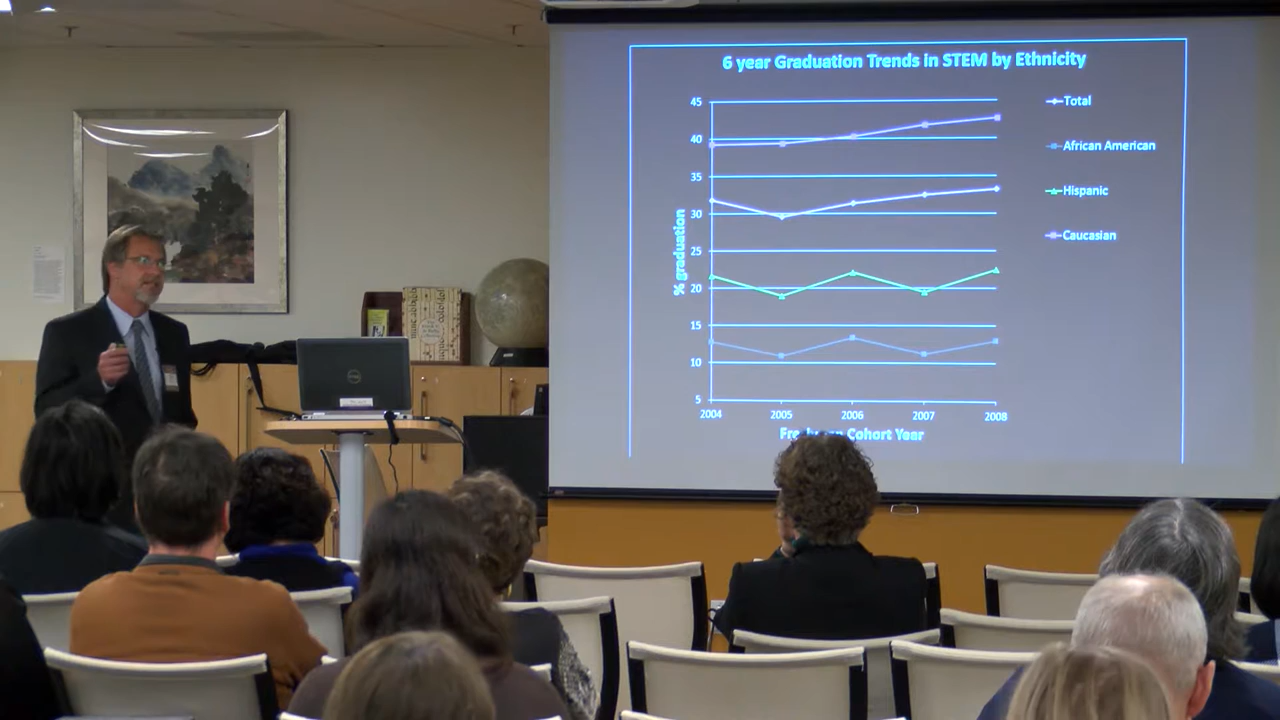 6 year Graduation Trends in STEM by Ethnicity
45
40
35
30
25
20
15
10
5
% graduation
2004
2005
2006
2007
2008
Cohort Year
Total
African American
Hispanic
Caucasian
DELL